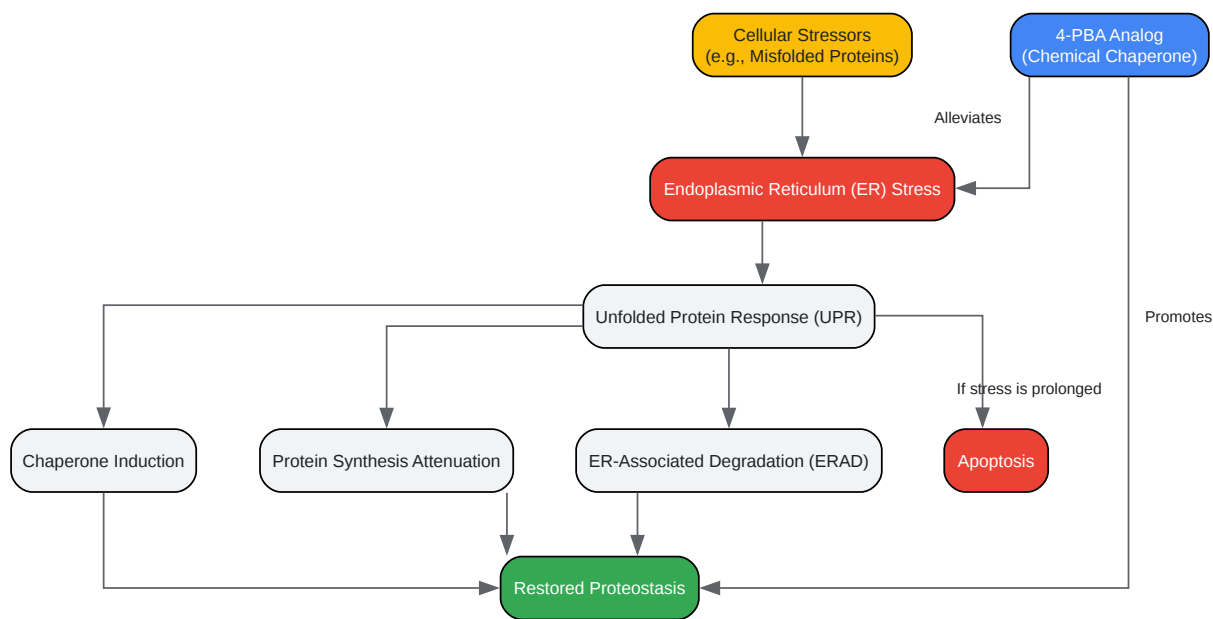 Cellular Stressors
(e.g., Misfolded Proteins)
4-PBA Analog
(Chemical Chaperone)
Alleviates
Endoplasmic Reticulum (ER) Stress
Unfolded Protein Response (UPR)
Promotes
If stress is prolonged
Chaperone Induction
Protein Synthesis Attenuation
ER-Associated Degradation (ERAD)
Apoptosis
Restored Proteostasis